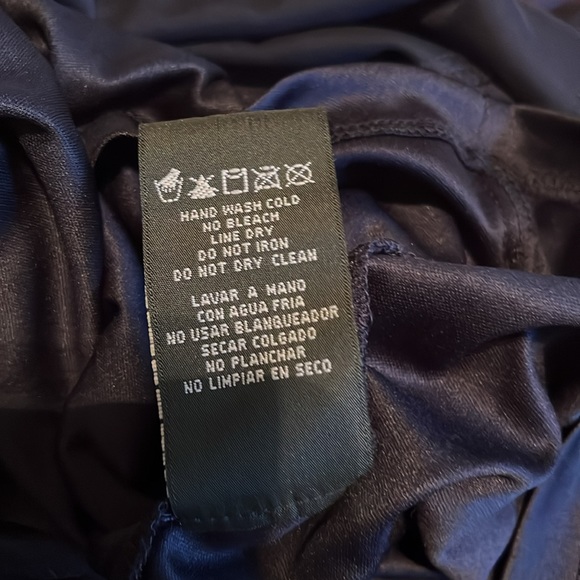 HAND WASH COLD
NO BLEACH
LINE DRY
DO NOT IRON
DO NOT DRY CLEAN
LAVAR A MANO
CON AGUA FRIA
NO USAR BLANQUEADOR
SECAR COLGADO
NO PLANCHAR
NO LIMPIAR EN SECO